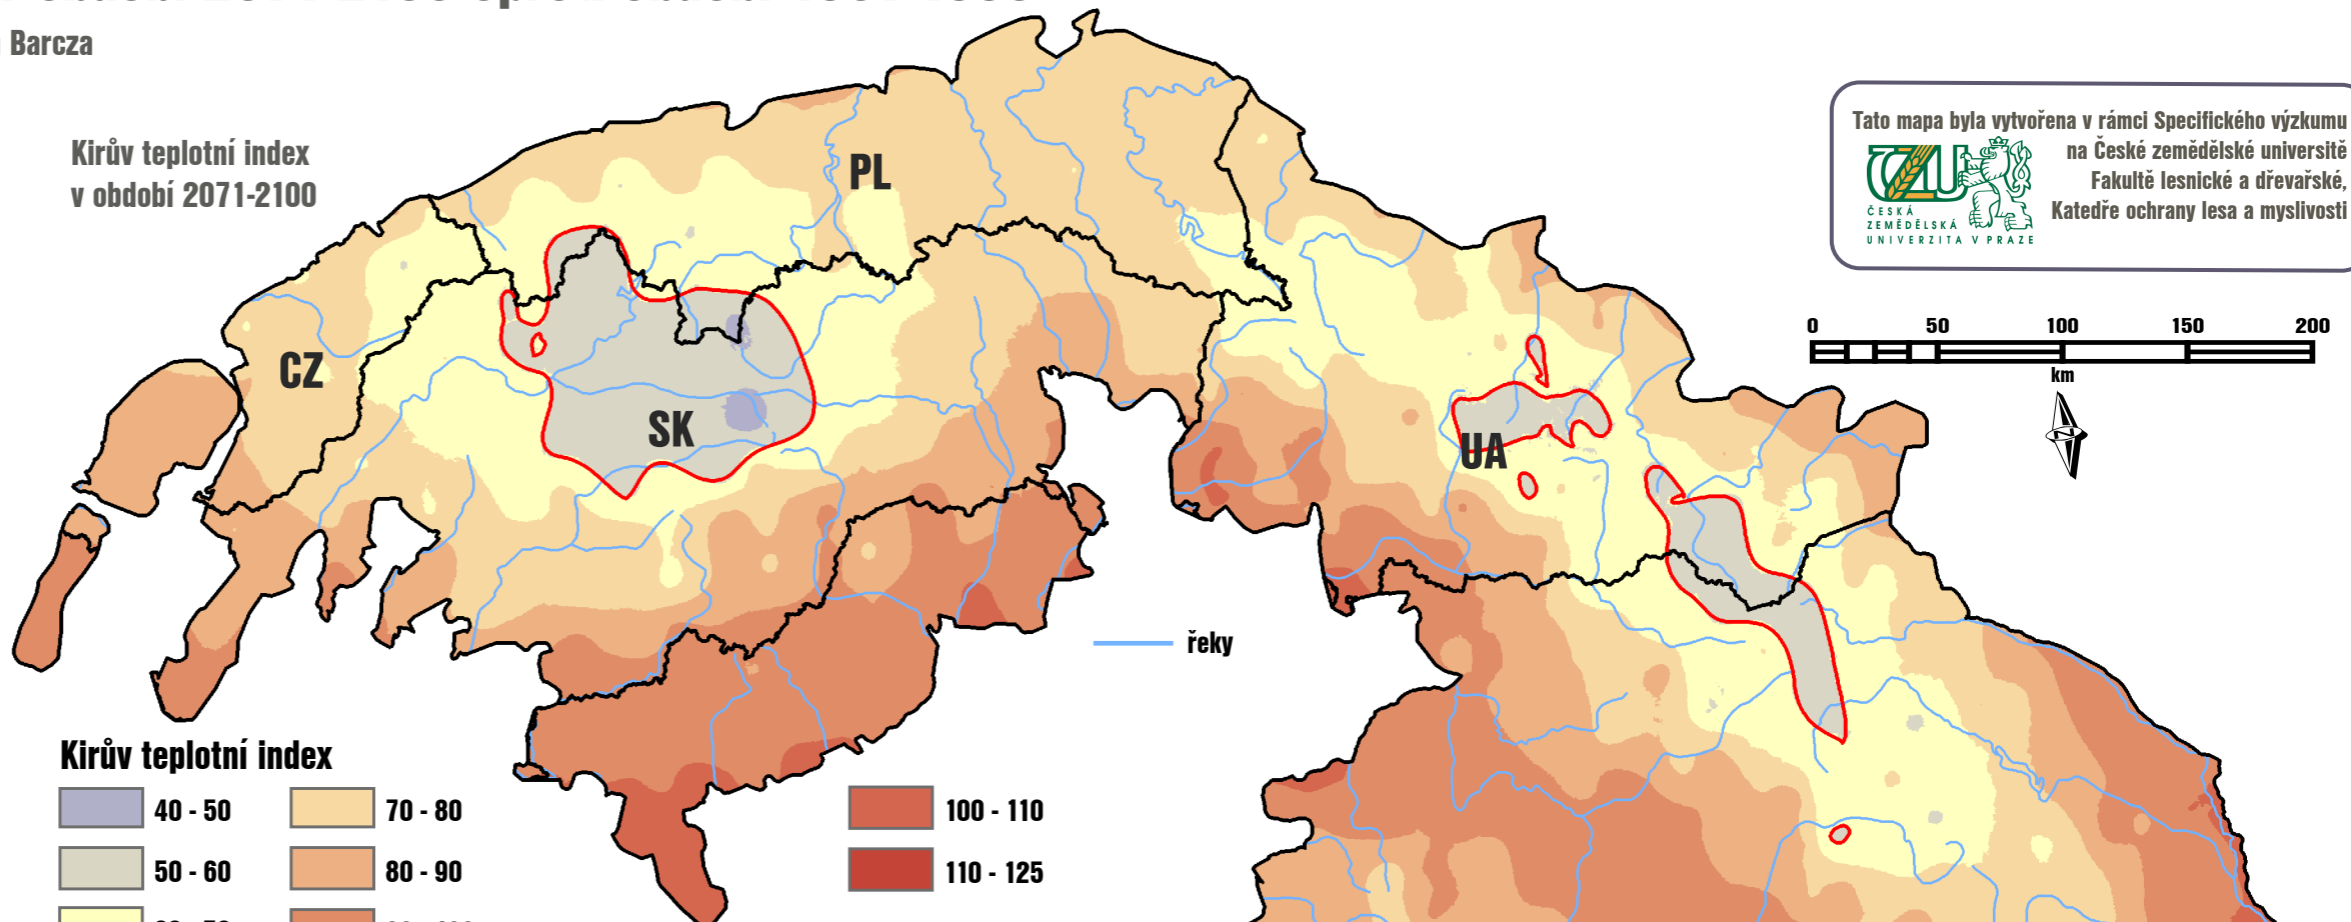 Barcza
Kirův teplotní index
v období 2071-2100
PL
CZ
SK
UA
Tato mapa byla vytvořena v rámci Specifického výzkumu
na České zemědělské universitě
Fakultě lesnické a dřevařské,
Katedře ochrany lesa a myslivosti
ČZU
ČESKÁ
ZEMĚDĚLSKÁ
UNIVERZITA V PRAZE
0 50 100 150 200
km
N
řeky
Kirův teplotní index
40 - 50
50 - 60
70 - 80
80 - 90
100 - 110
110 - 125